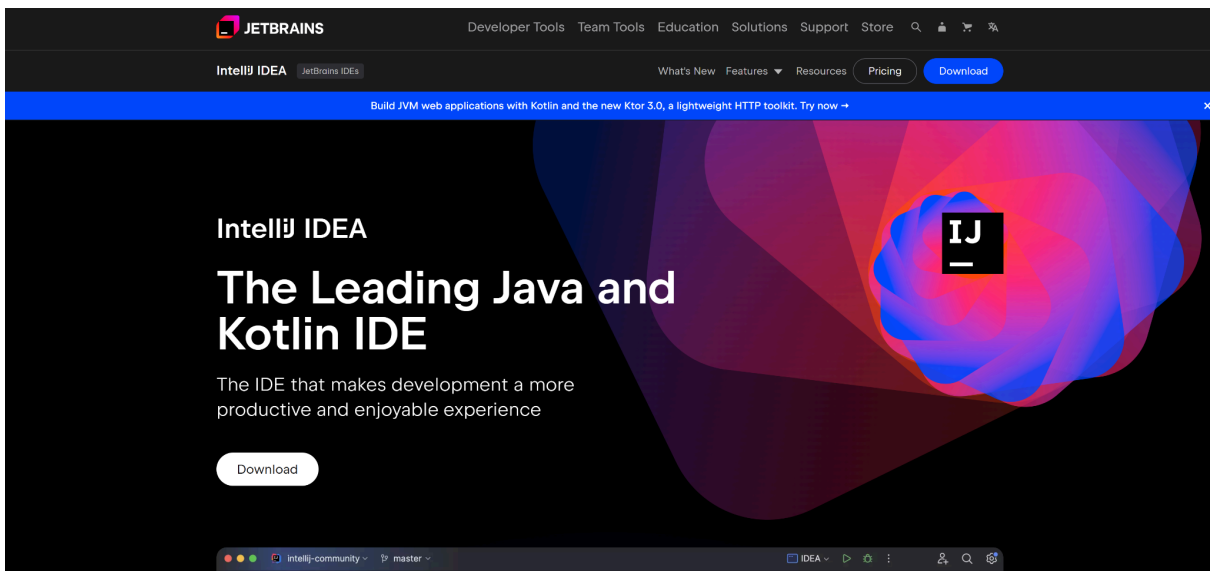 JETBRAINS
Developer Tools Team Tools Education Solutions Support Store
IntelliJ IDEA JetBrains IDEs
What's New Features Resources Pricing Download
Build JVM web applications with Kotlin and the new Ktor 3.0, a lightweight HTTP toolkit. Try now →
IntelliJ IDEA
IJ
The Leading Java and
Kotlin IDE
The IDE that makes development a more
productive and enjoyable experience
Download
intellij-community master IDEA